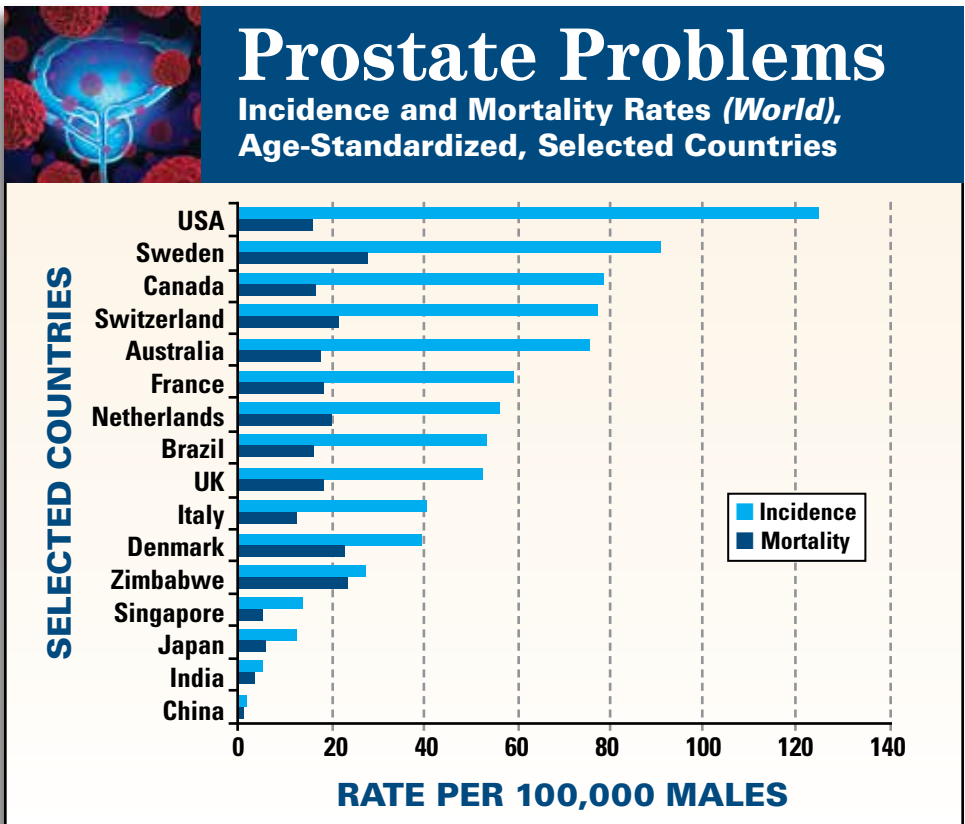 Prostate Problems
Incidence and Mortality Rates (World),
Age-Standardized, Selected Countries
SELECTED COUNTRIES
USA
Sweden
Canada
Switzerland
Australia
France
Netherlands
Brazil
UK
Italy
Denmark
Zimbabwe
Singapore
Japan
India
China
Incidence
Mortality
0 20 40 60 80 100 120 140
RATE PER 100,000 MALES